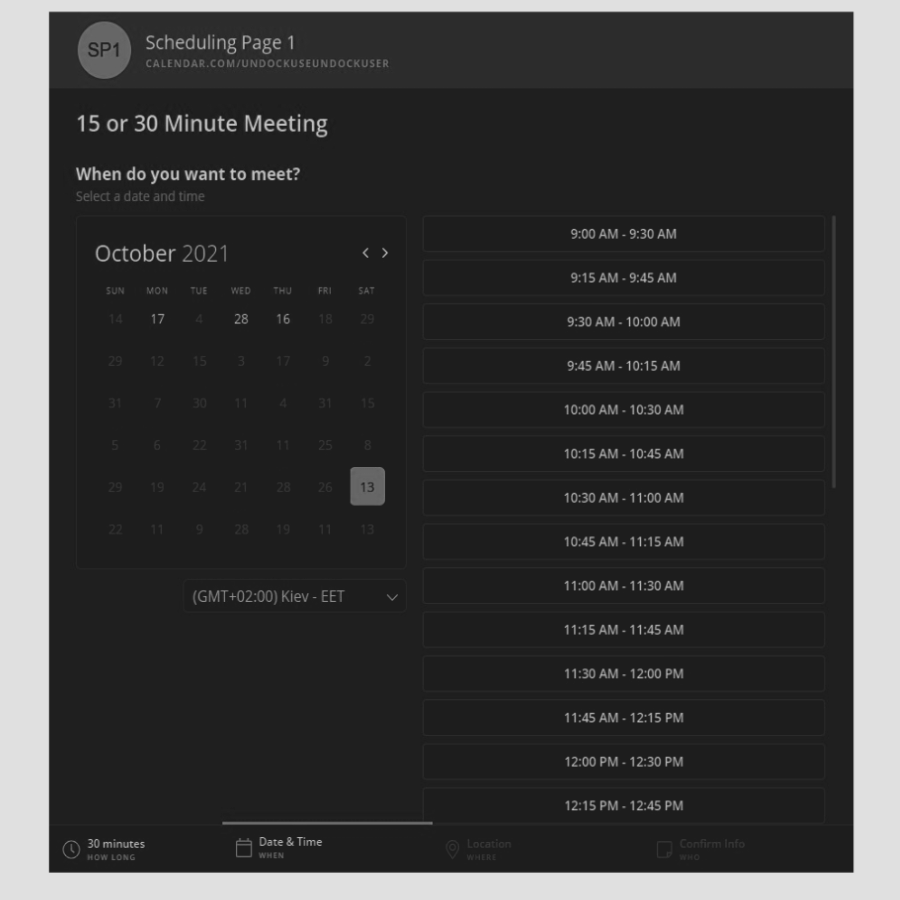 SP1
Scheduling Page 1
CALENDAR.COM/UNDOCKUSEUNDOCKUSER
15 or 30 Minute Meeting
When do you want to meet?
Select a date and time
October 2021
SUN MON TUE WED THU FRI SAT
14 17 4 28 16 18 29
29 12 15 3 17 9 2
31 7 30 11 4 31 15
5 6 22 31 11 25 8
29 19 24 21 28 26 13
22 11 9 28 19 11 13
(GMT+02:00) Kiev - EET
9:00 AM - 9:30 AM
9:15 AM - 9:45 AM
9:30 AM - 10:00 AM
9:45 AM - 10:15 AM
10:00 AM - 10:30 AM
10:15 AM - 10:45 AM
10:30 AM - 11:00 AM
10:45 AM - 11:15 AM
11:00 AM - 11:30 AM
11:15 AM - 11:45 AM
11:30 AM - 12:00 PM
11:45 AM - 12:15 PM
12:00 PM - 12:30 PM
12:15 PM - 12:45 PM
30 minutes
HOW LONG
Date & Time
WHEN
Location
WHERE
Confirm Info
WHO